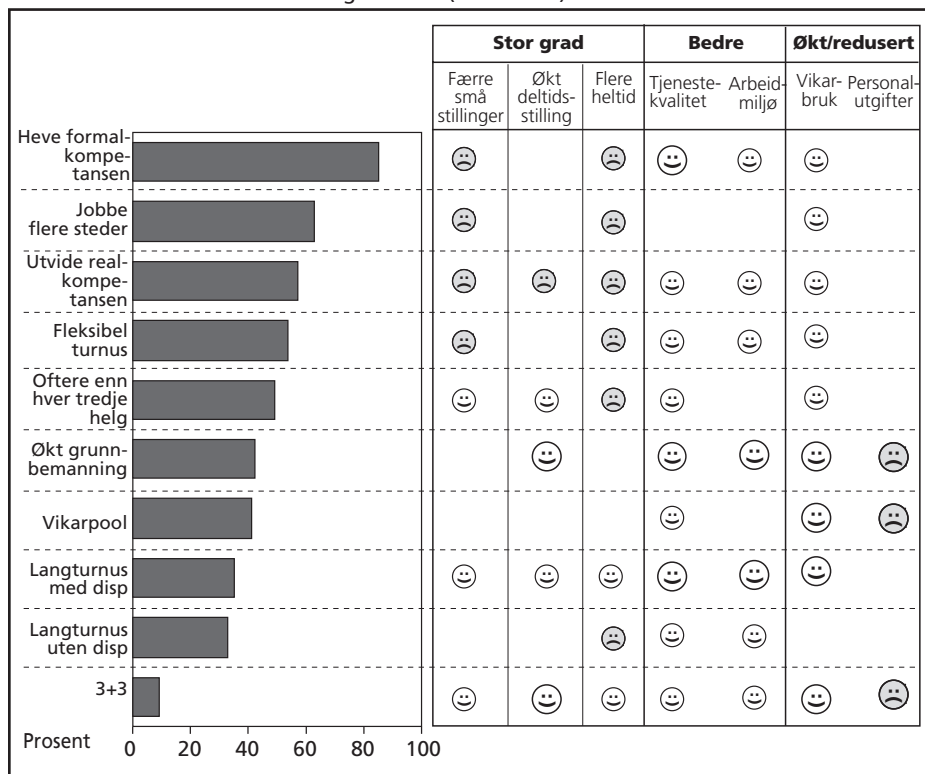 Stor grad
Bedre
Økt/redusert
Færre
små
stillinger
Økt
deltids-
stilling
Flere
heltid
Tjeneste-
kvalitet
Arbeid-
miljø
Vikar-
bruk
Personal-
utgifter
Heve formal-
kompe-
tansen
Jobbe
flere steder
Utvide real-
kompe-
tansen
Fleksibel
turnus
Oftere enn
hver tredje
helg
Økt grunn-
bemanning
Vikarpool
Langturnus
med disp
Langturnus
uten disp
3+3
Prosent
0 20 40 60 80 100